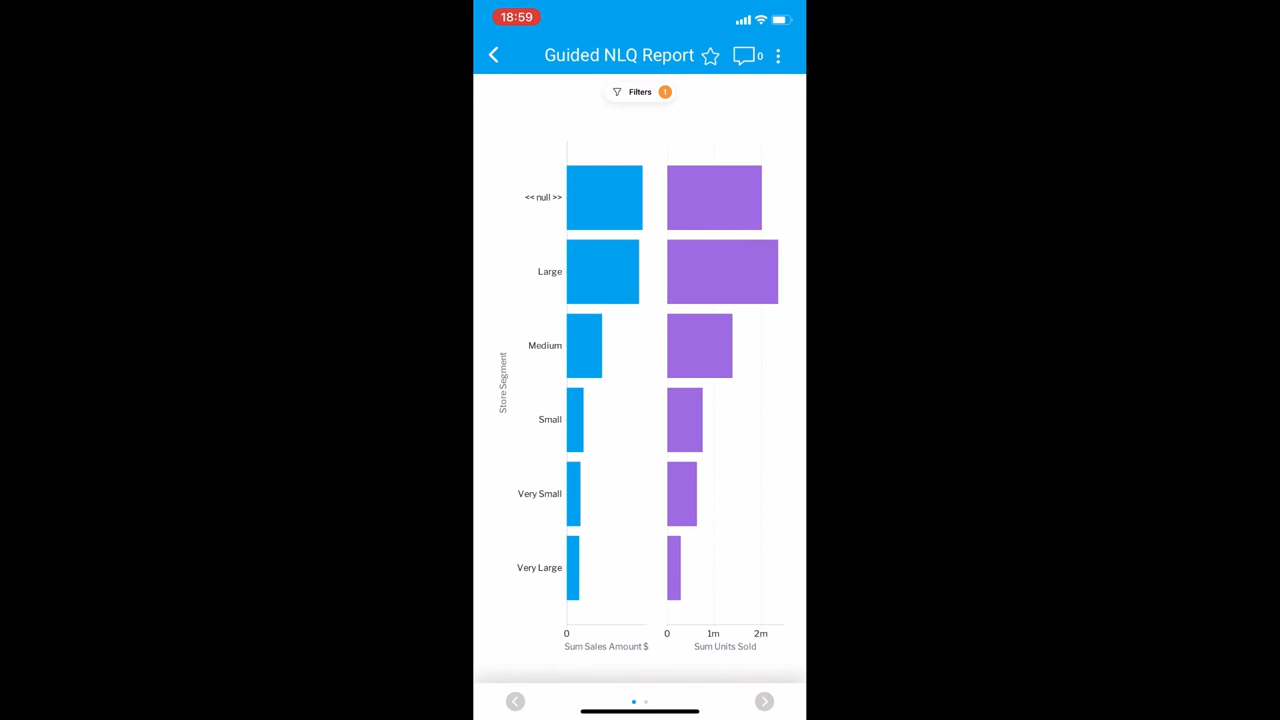 18:59
Guided NLQ Report
0
Filters 1
<< null >>
Large
Medium
Small
Very Small
Very Large
Store Segment
0
0 1m 2m
Sum Sales Amount $
Sum Units Sold